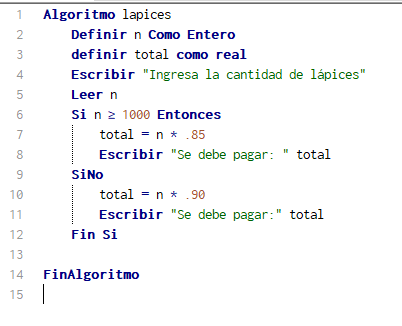 1 Algoritmo lapices
2 Definir n Como Entero
3 definir total como real
4 Escribir "Ingresa la cantidad de lápices"
5 Leer n
6 Si n ≥ 1000 Entonces
7 total = n * .85
8 Escribir "Se debe pagar: " total
9 SiNo
10 total = n * .90
11 Escribir "Se debe pagar:" total
12 Fin Si
13
14 FinAlgoritmo
15